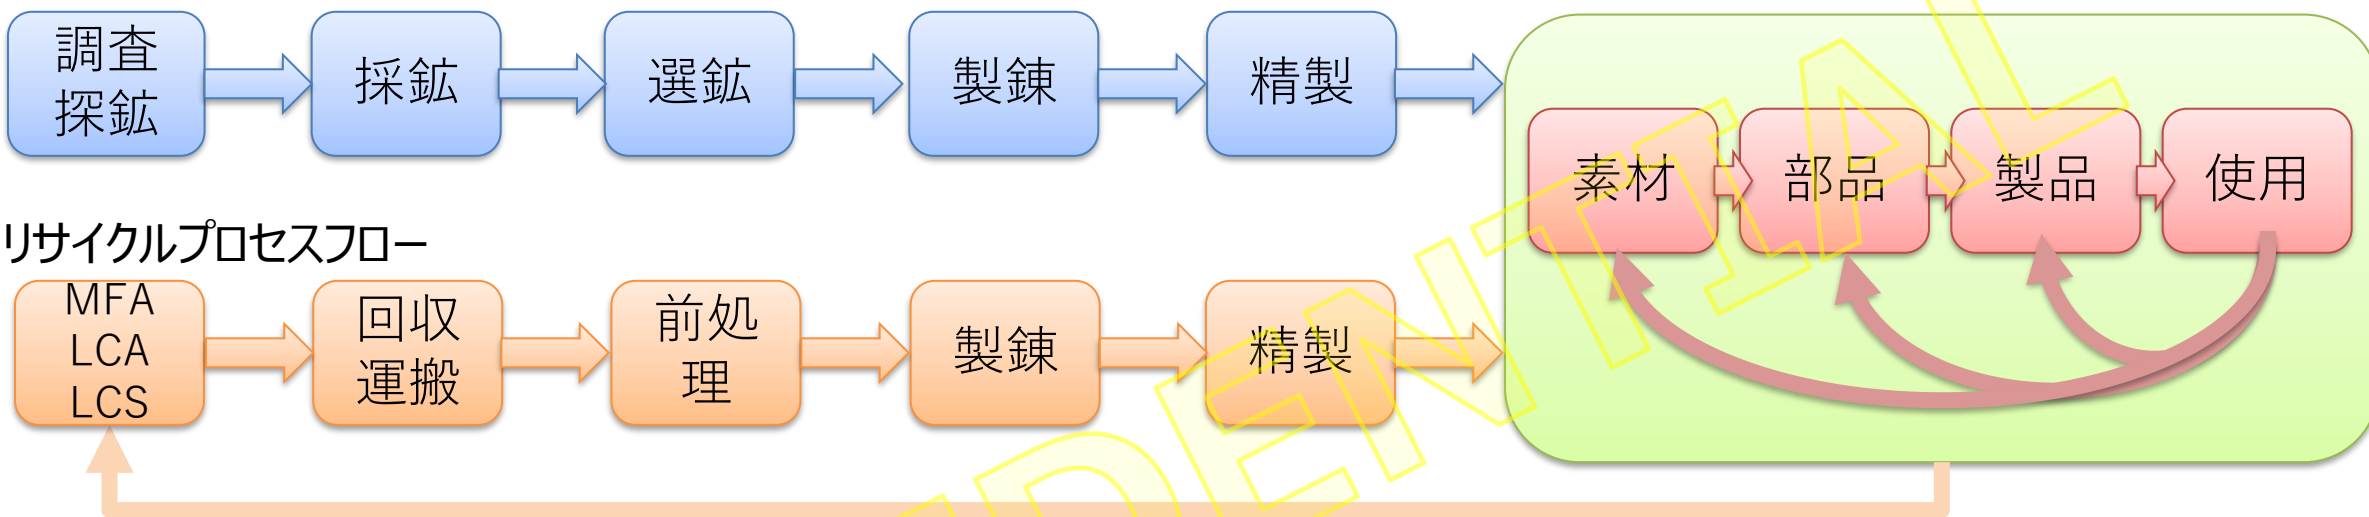 調査
探鉱
採鉱
選鉱
製錬
精製
素材
部品
製品
使用
リサイクルプロセスフロー
MFA
LCA
LCS
回収
運搬
前処
理
製錬
精製
DENTIAL